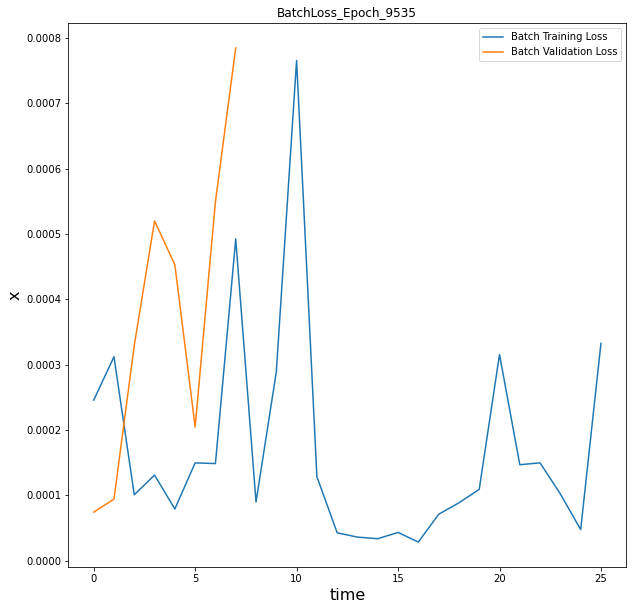 BatchLoss_Epoch_9535
Batch Training Loss
Batch Validation Loss
0.0008
0.0007
0.0006
0.0005
0.0004
0.0003
0.0002
0.0001
0.0000
x
0 5 10 15 20 25
time